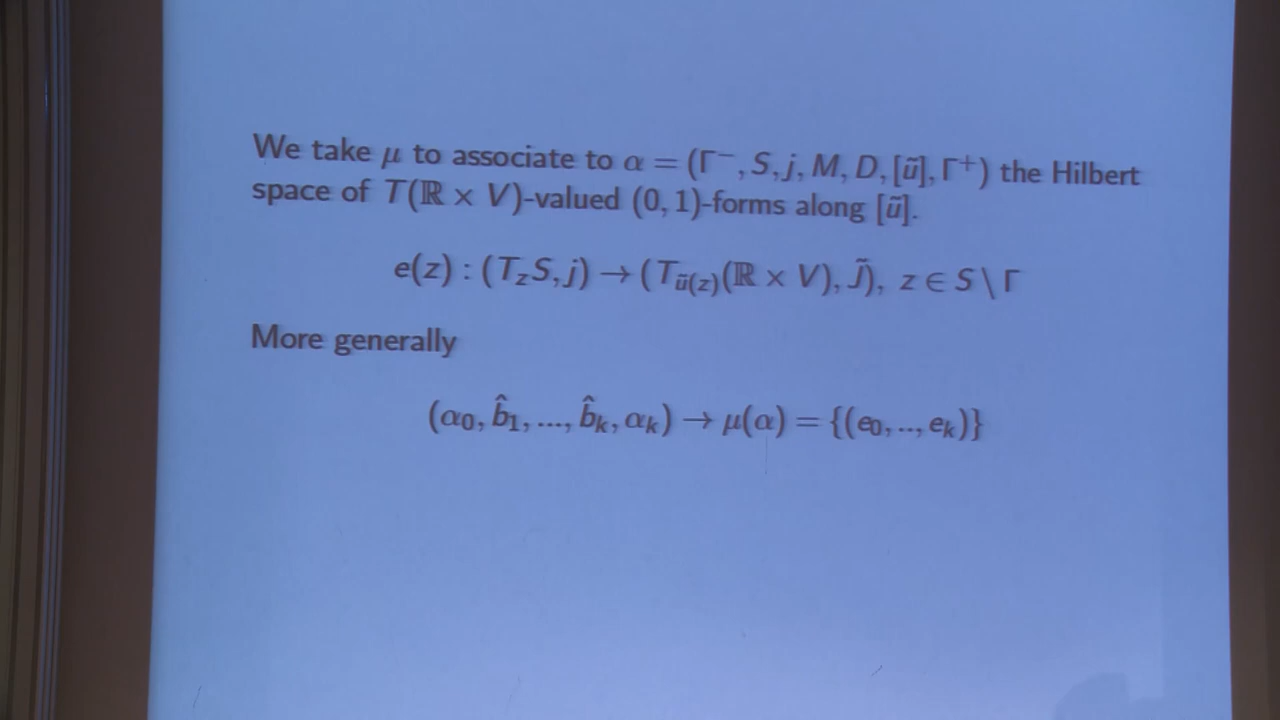 We take μ to associate to α = (Γ⁻, S, j, M, D, [ũ], Γ⁺) the Hilbert
space of T(ℝ × V)-valued (0, 1)-forms along [ũ].
e(z) : (T_zS, j) → (T_{ũ(z)}(ℝ × V), J̃), z ∈ S \ Γ
More generally
(α₀, b̂₁, ..., b̂ₖ, αₖ) → μ(α) = {(e₀, .., eₖ)}